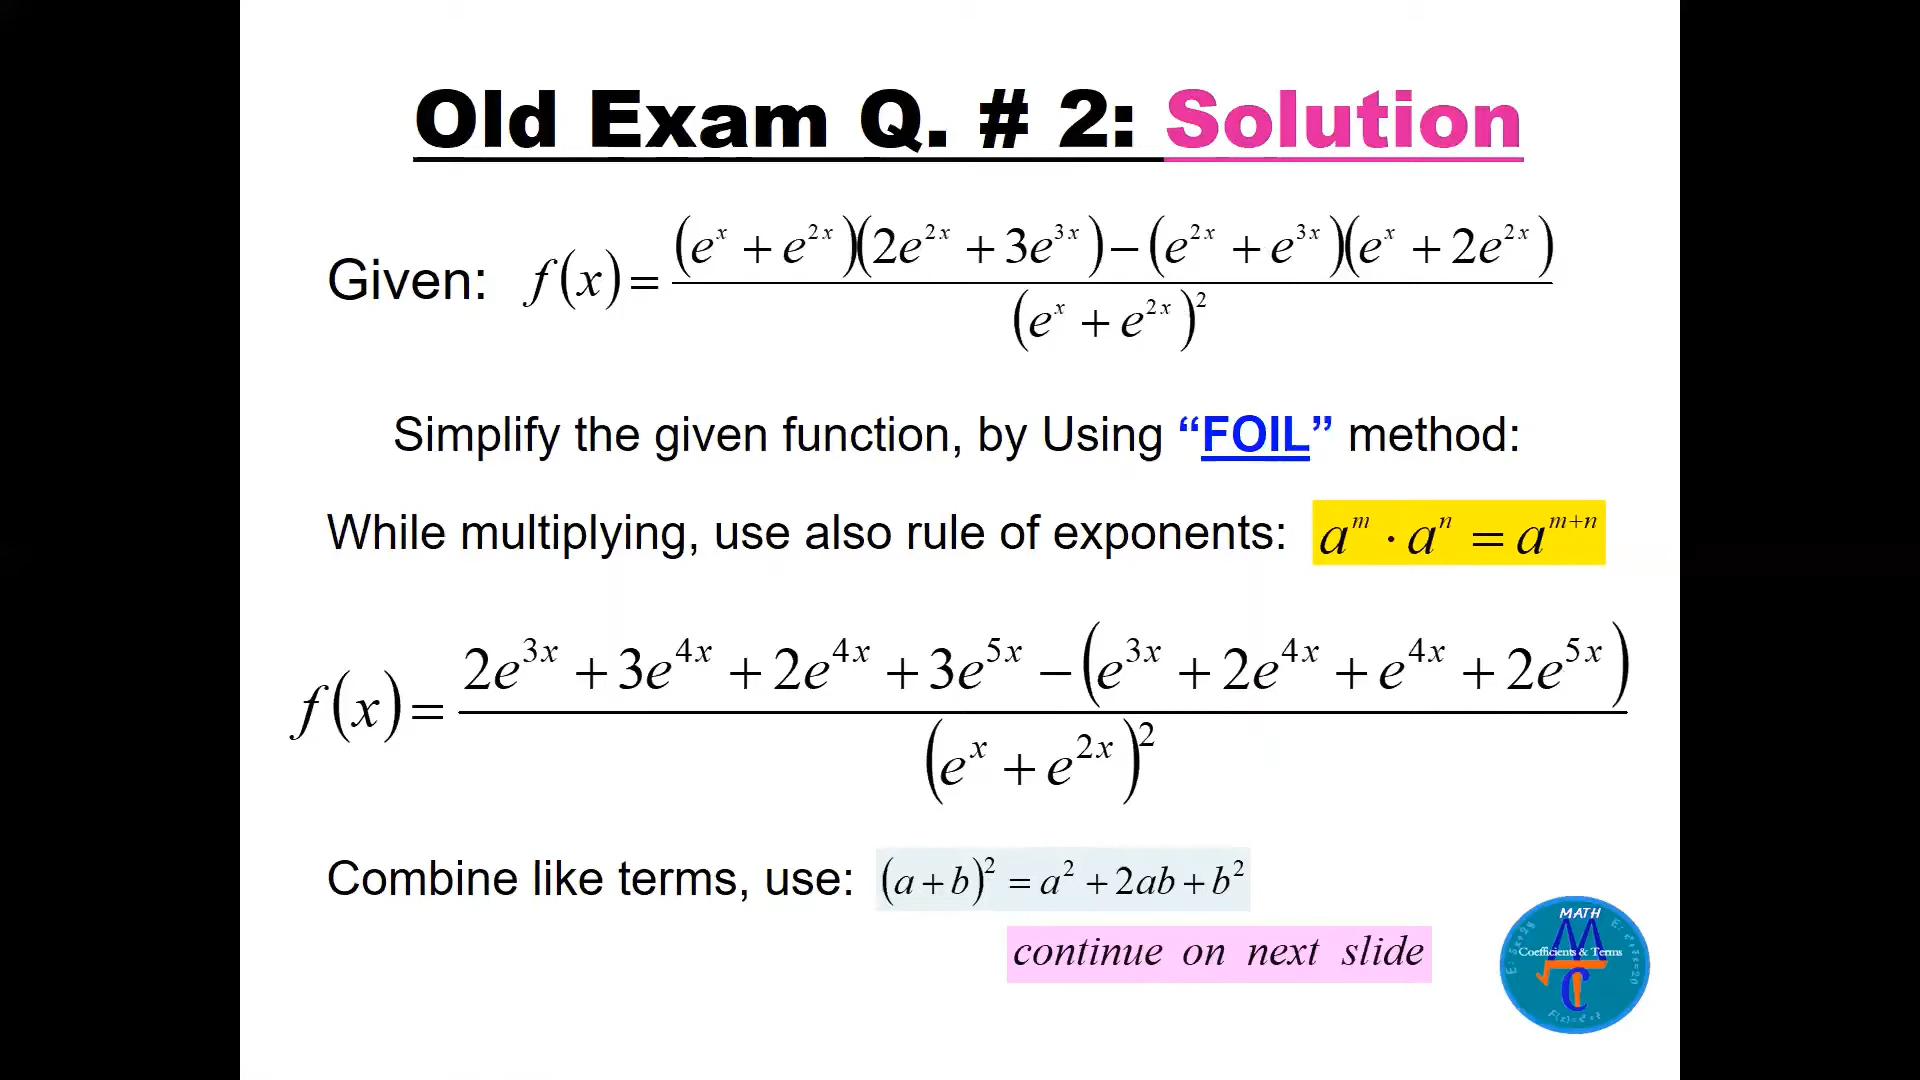 Old Exam Q. # 2: Solution
Given: f(x) = \frac{(e^{x} + e^{2x})(2e^{2x} + 3e^{3x}) - (e^{2x} + e^{3x})(e^{x} + 2e^{2x})}{(e^{x} + e^{2x})^{2}}
Simplify the given function, by Using “FOIL” method:
While multiplying, use also rule of exponents: a^{m} · a^{n} = a^{m+n}
f(x) = \frac{2e^{3x} + 3e^{4x} + 2e^{4x} + 3e^{5x} - (e^{3x} + 2e^{4x} + e^{4x} + 2e^{5x})}{(e^{x} + e^{2x})^{2}}
Combine like terms, use: (a+b)^{2} = a^{2} + 2ab + b^{2}
continue on next slide
MATH
M
Coefficients & Terms
C